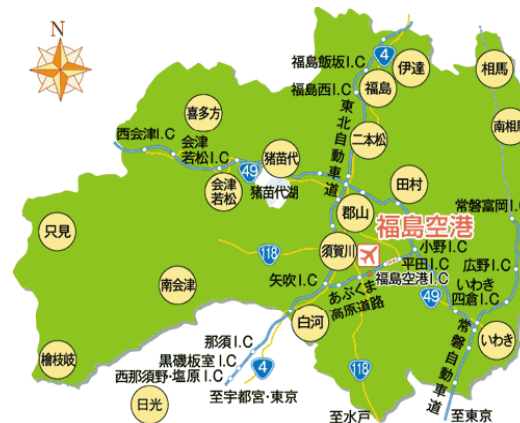 N
4
福島飯坂I.C
伊達
相馬
福島西I.C
福島
東北自動車道
喜多方
南相馬
西会津I.C
会津
若松I.C
猪苗代
二本松
49
会津
若松
猪苗代湖
田村
郡山
常磐富岡I.C
只見
福島空港
118
須賀川
小野I.C
平田I.C
広野I.C
福島空港I.C
南会津
矢吹I.C
あぶくま
高原道路
49
いわき
四倉I.C
白河
常磐自動車道
那須I.C
黒磯板室I.C
西那須野・塩原I.C
4
118
いわき
檜枝岐
日光
至宇都宮・東京
至水戸
至東京